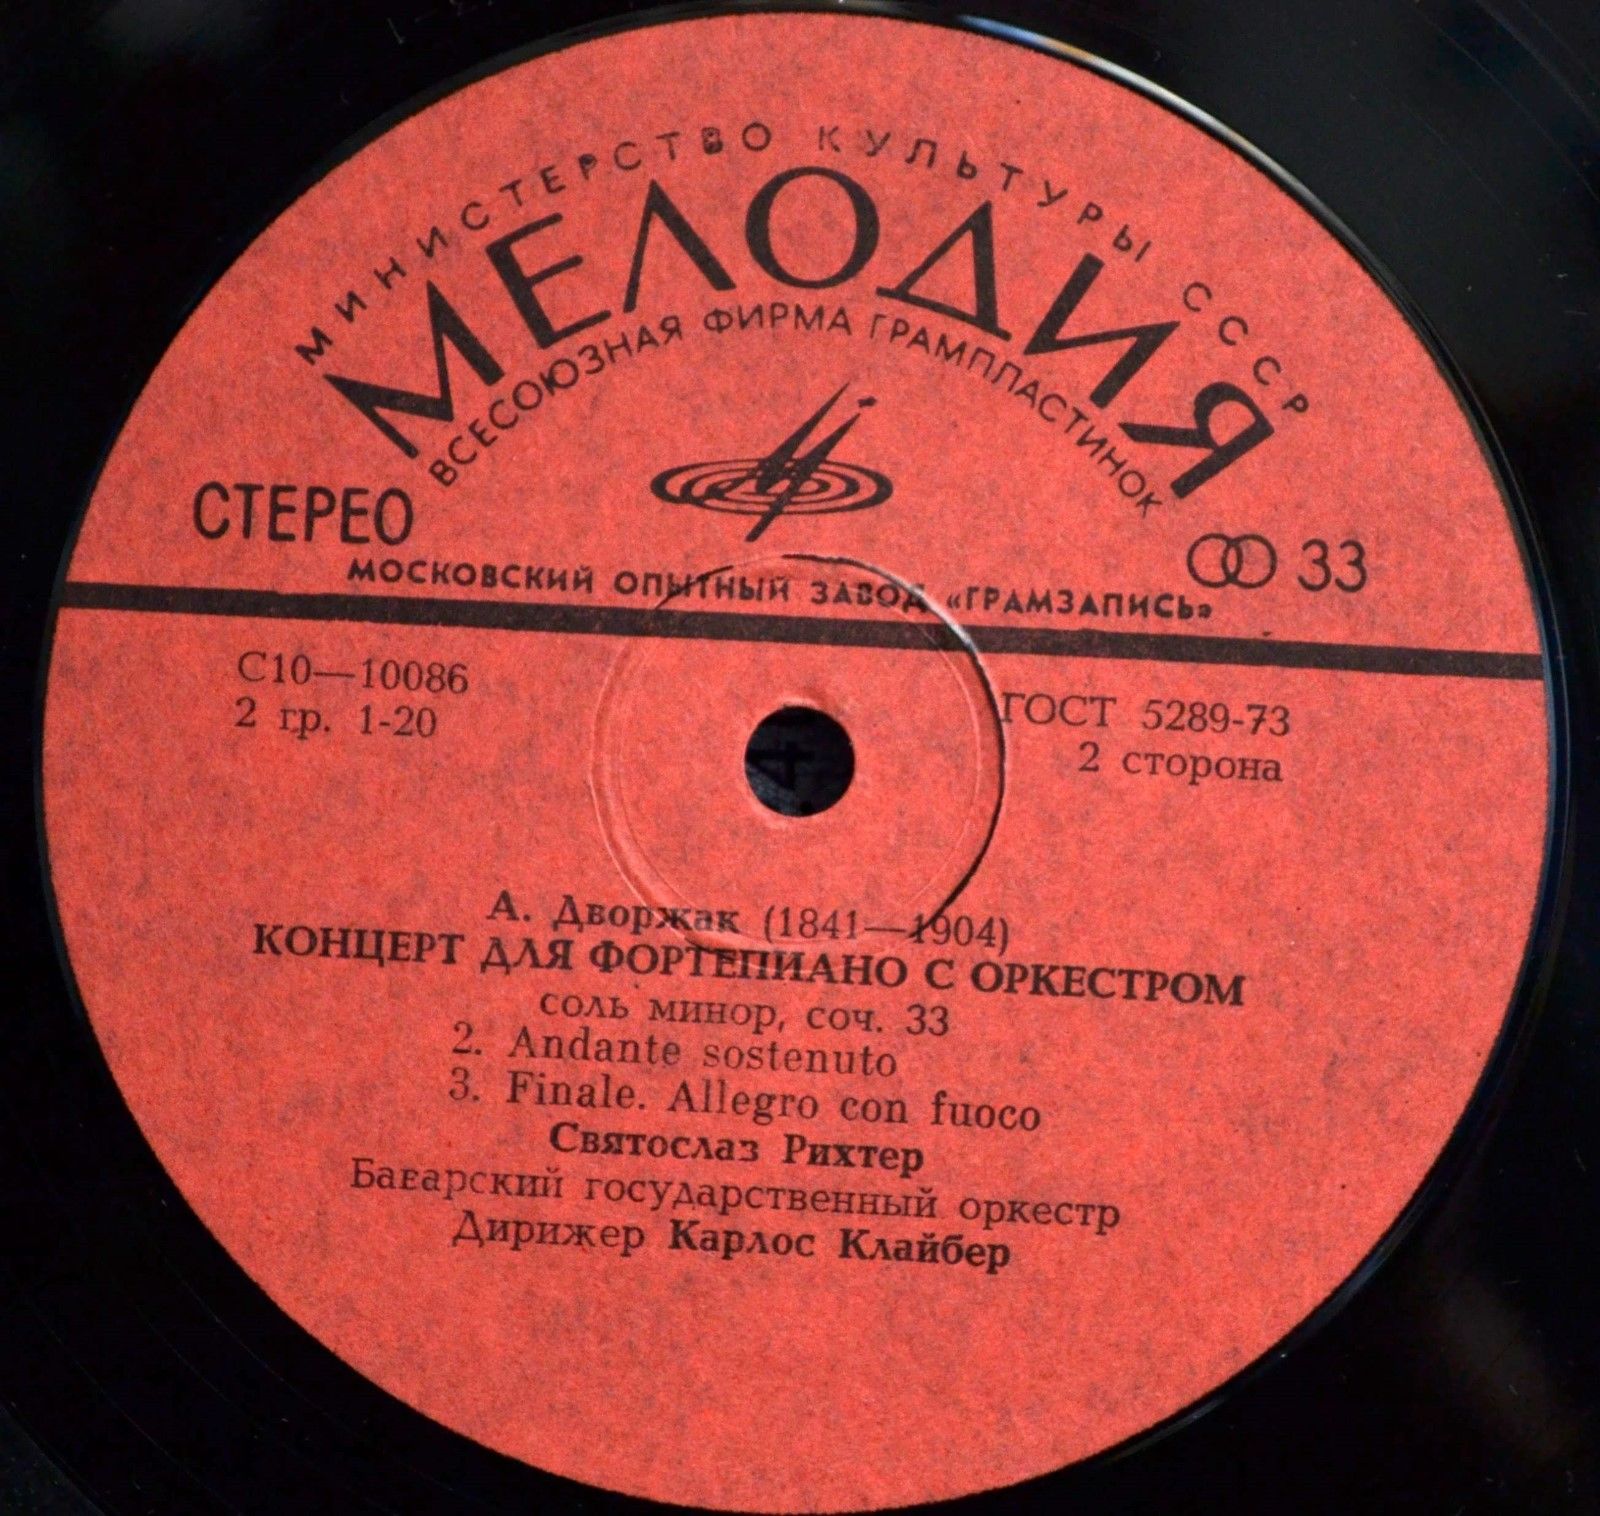 МИНИСТЕРСТВО КУЛЬТУРЫ СССР
МЕЛОДИЯ
ВСЕСОЮЗНАЯ ФИРМА ГРАМПЛАСТИНОК
СТЕРЕО
33
МОСКОВСКИЙ ОПЫТНЫЙ ЗАВОД «ГРАМЗАПИСЬ»
С10—10086
2 гр. 1-20
ГОСТ 5289-73
2 сторона
А. Дворжак (1841—1904)
КОНЦЕРТ ДЛЯ ФОРТЕПИАНО С ОРКЕСТРОМ
соль минор, соч. 33
2. Andante sostenuto
3. Finale. Allegro con fuoco
Святослав Рихтер
Баварский государственный оркестр
Дирижер Карлос Клайбер